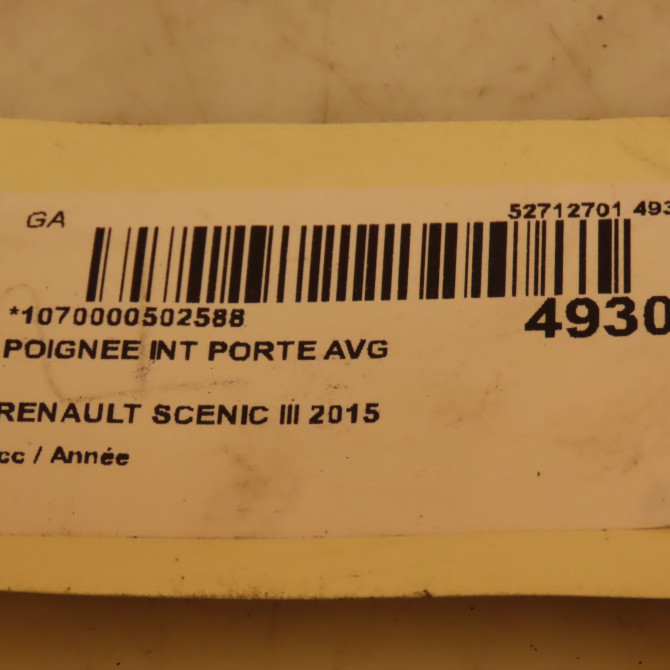 GA
52712701 493
*1070000502588
4930
POIGNEE INT PORTE AVG
RENAULT SCENIC III 2015
cc / Année